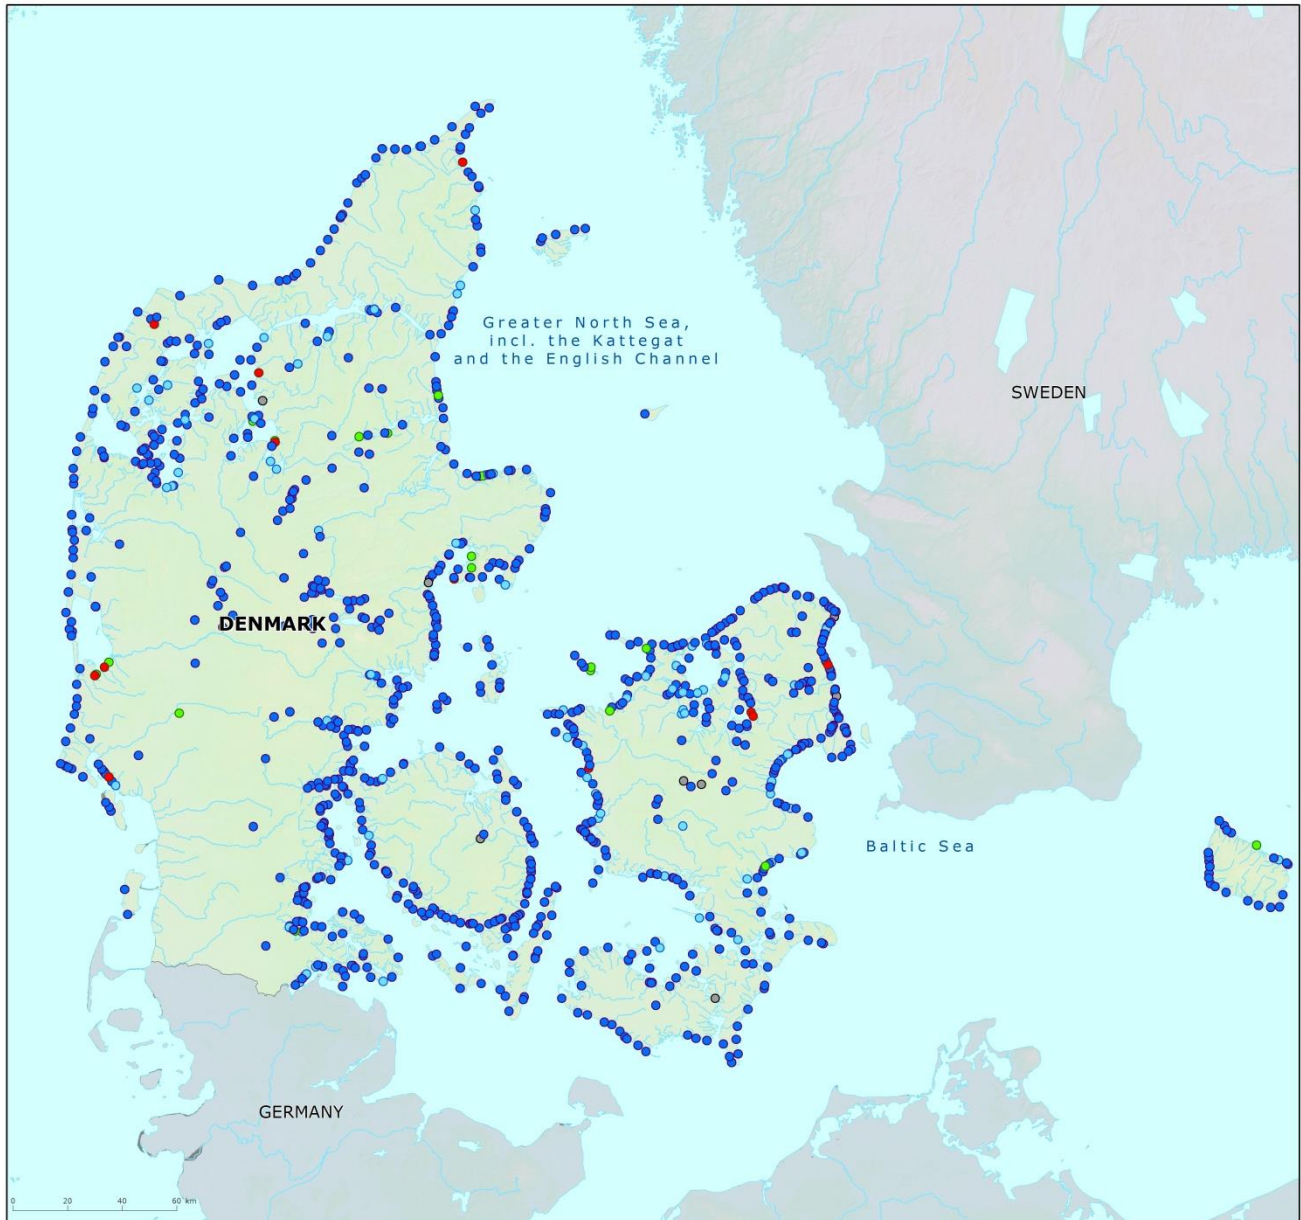 Greater North Sea,
incl. the Kattegat
and the English Channel
SWEDEN
DENMARK
Baltic Sea
GERMANY
0 20 40 60 km